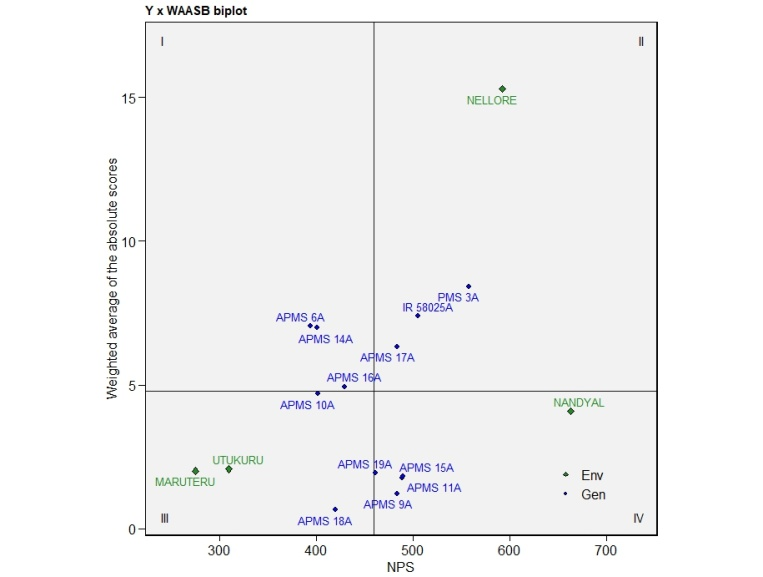 Y x WAASB biplot
I
II
15
NELLORE
Weighted average of the absolute scores
10
PMS 3A
IR 58025A
APMS 6A
APMS 14A
APMS 17A
APMS 16A
5
APMS 10A
NANDYAL
UTUKURU
APMS 19A
APMS 15A
MARUTERU
APMS 11A
Env
APMS 9A
Gen
APMS 18A
III
IV
0
300 400 500 600 700
NPS